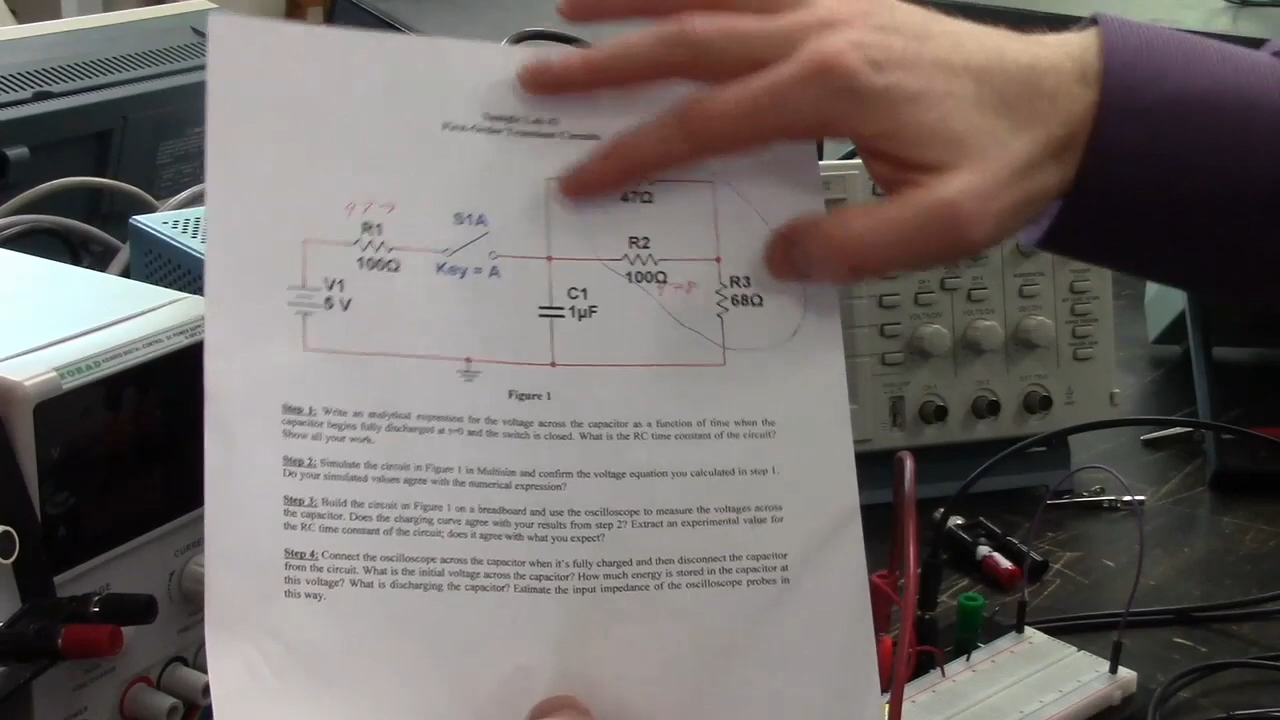 First-Order Transient Circuits
47Ω
R1
100Ω
S1A
Key = A
R2
100Ω
V1
6 V
C1
1µF
R3
68Ω
Figure 1
Step 1: Write an analytical expression for the voltage across the capacitor as a function of time when the
capacitor begins fully discharged at t=0 and the switch is closed. What is the RC time constant of the circuit?
Show all your work.
Step 2: Simulate the circuit in Figure 1 in Multisim and confirm the voltage equation you calculated in step 1.
Do your simulated values agree with the numerical expression?
Step 3: Build the circuit in Figure 1 on a breadboard and use the oscilloscope to measure the voltages across
the capacitor. Does the charging curve agree with your results from step 2? Extract an experimental value for
the RC time constant of the circuit; does it agree with what you expect?
Step 4: Connect the oscilloscope across the capacitor when it's fully charged and then disconnect the capacitor
from the circuit. What is the initial voltage across the capacitor? How much energy is stored in the capacitor at
this voltage? What is discharging the capacitor? Estimate the input impedance of the oscilloscope probes in
this way.
KORAD
VOLTS/DIV
VOLTS/DIV